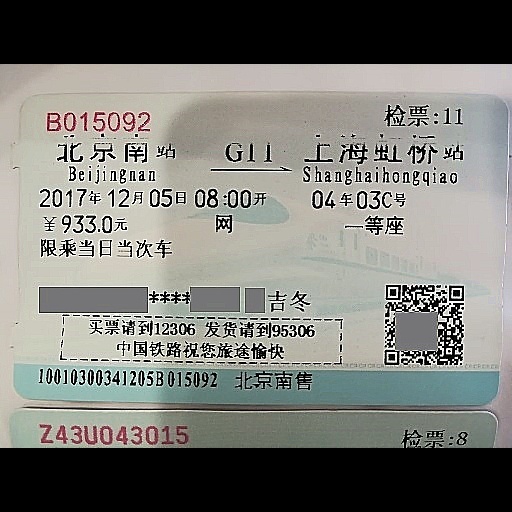 B015092 检票:11
北京南站 G11 上海虹桥站
Beijingnan Shanghaihongqiao
2017年12月05日08:00开 04车03C号
￥933.0元 网 一等座
限乘当日当次车
**** 吉冬
买票请到12306 发货请到95306
中国铁路祝您旅途愉快
10010300341205B015092 北京南售
Z43U043015 检票:8